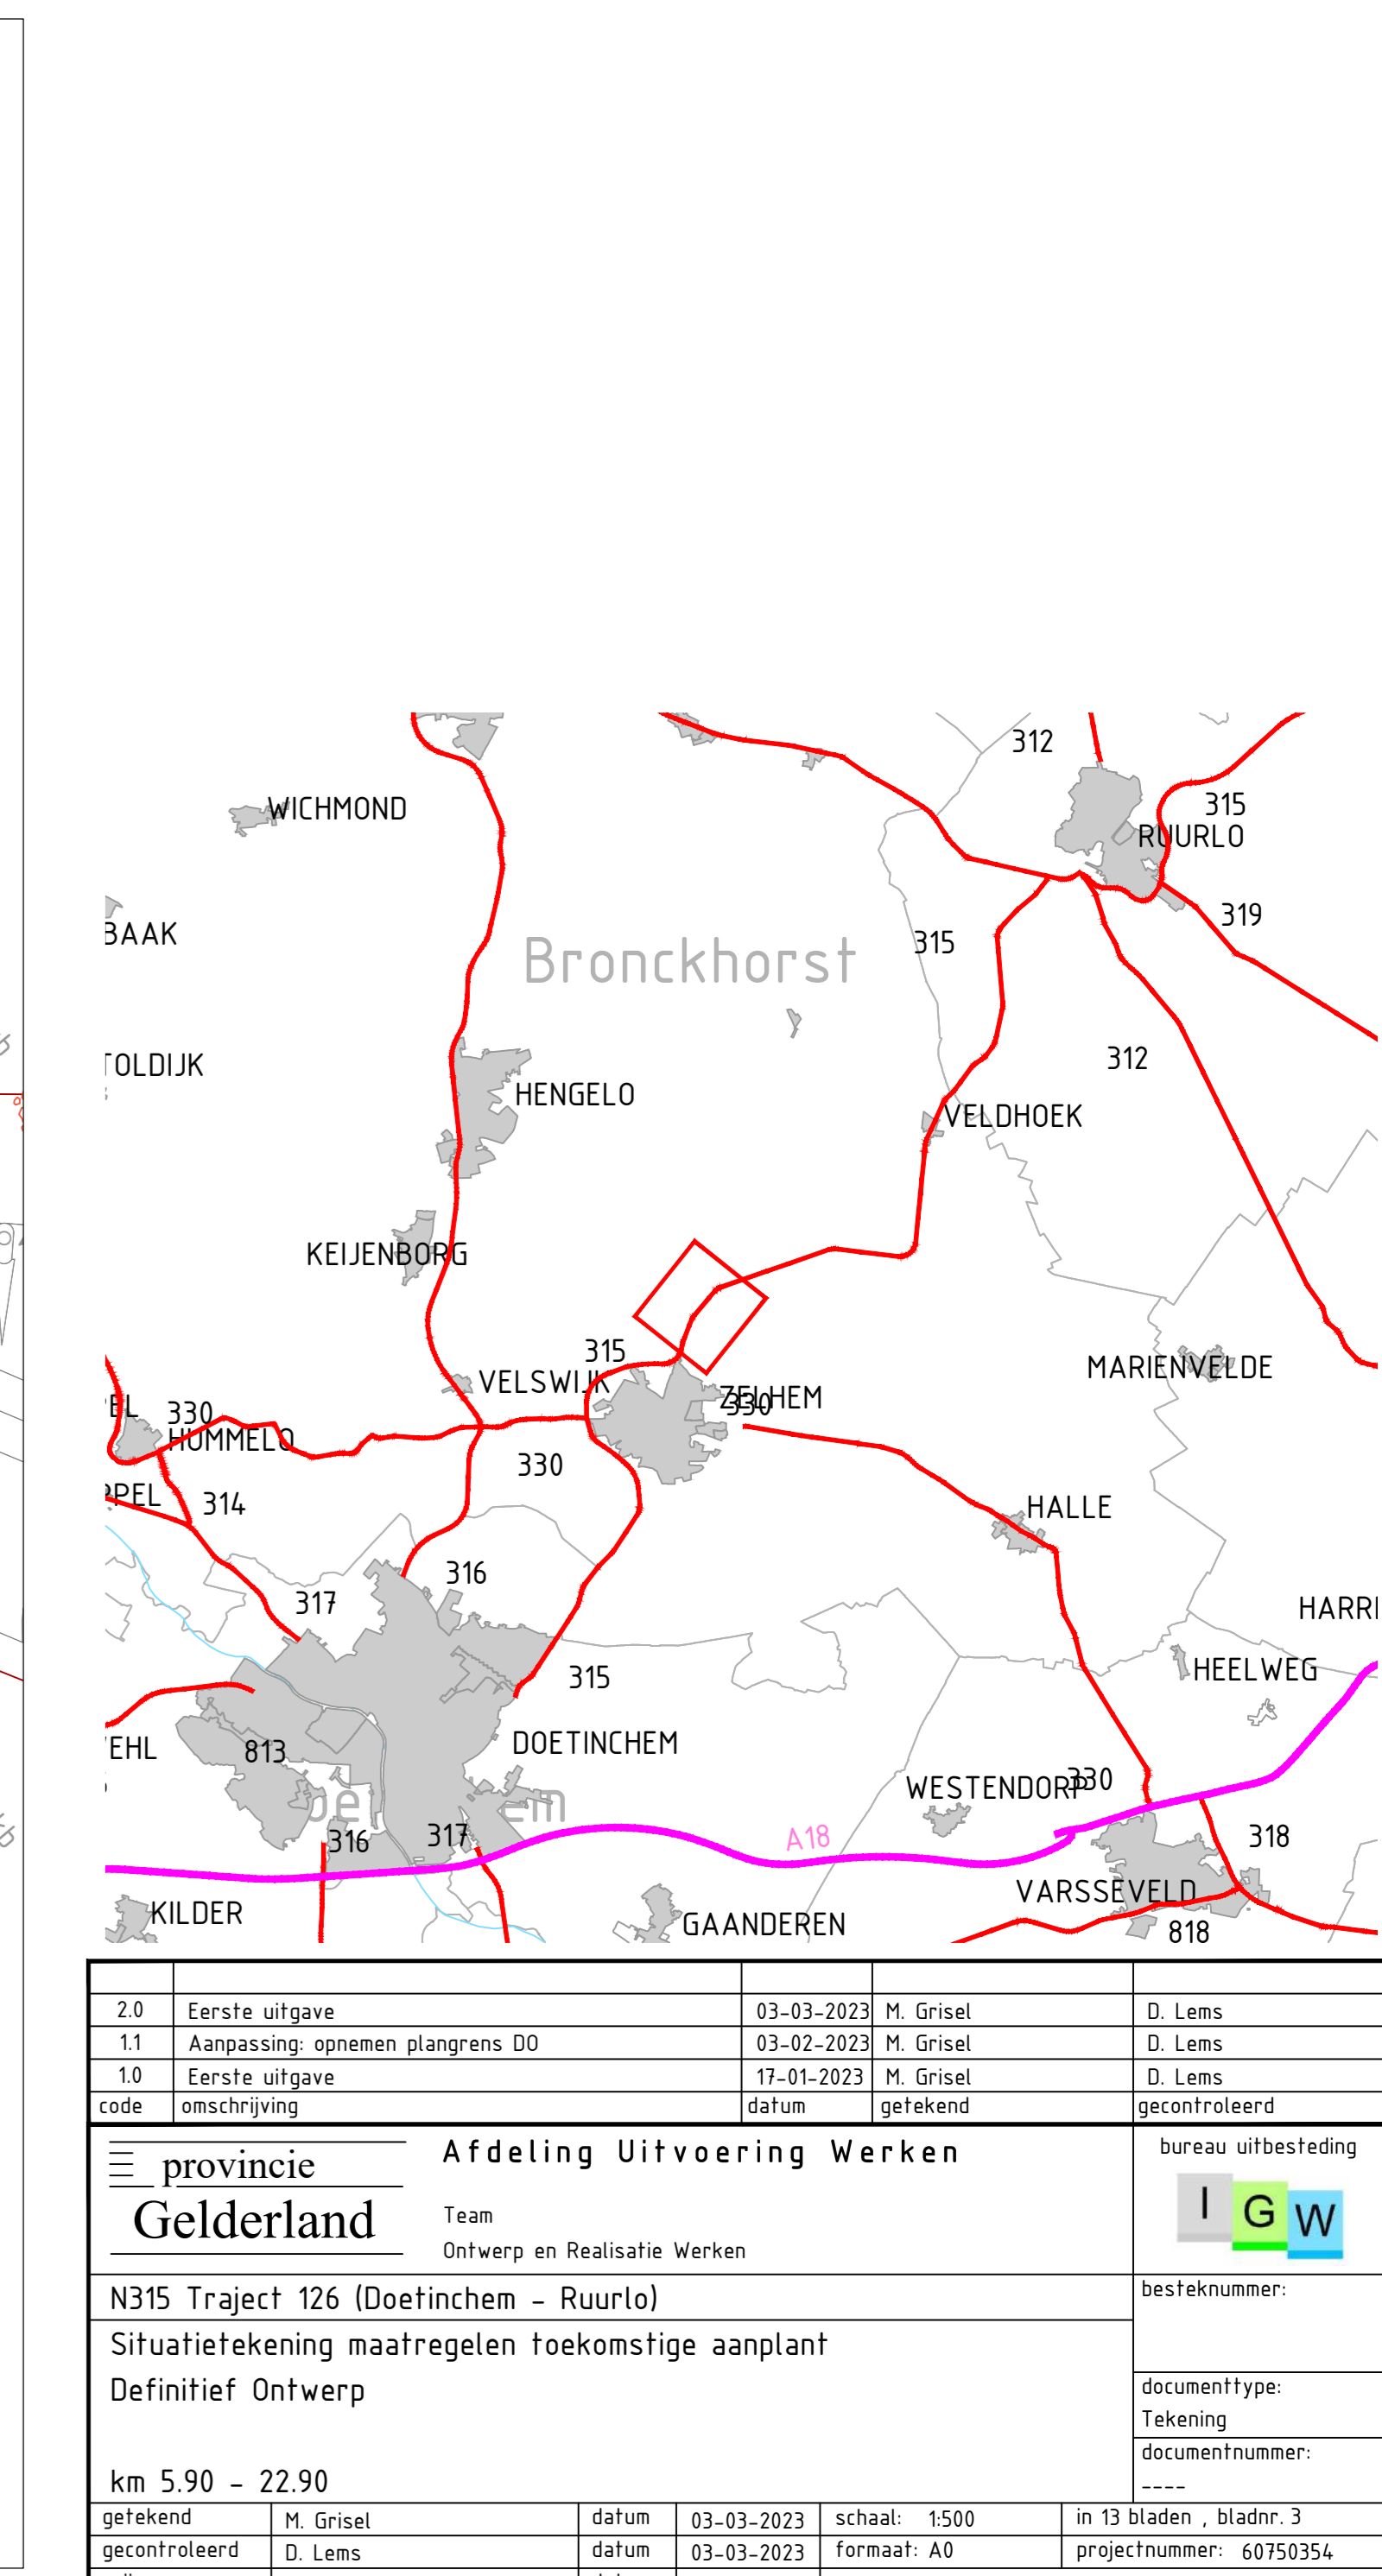 312
315
WICHMOND
RUURLO
319
BAAK
315
Bronckhorst
TOLDIJK
312
HENGELO
VELDHOEK
KEIJENBORG
315
MARIENVELDE
VELSWIJK
ZELHEM
330
330
HUMMELO
330
314
HALLE
316
317
HARRI
HEELWEG
315
DOETINCHEM
813
WESTENDORP
330
316
317
A18
318
VARSSEVELD
KILDER
GAANDEREN
818
2.0 Eerste uitgave 03-03-2023 M. Grisel D. Lems
1.1 Aanpassing: opnemen plangrens DO 03-02-2023 M. Grisel D. Lems
1.0 Eerste uitgave 17-01-2023 M. Grisel D. Lems
code omschrijving datum getekend gecontroleerd
provincie
Gelderland
Afdeling Uitvoering Werken
Team
Ontwerp en Realisatie Werken
bureau uitbesteding
I G W
N315 Traject 126 (Doetinchem - Ruurlo)
besteknummer:
Situatietekening maatregelen toekomstige aanplant
Definitief Ontwerp
documenttype:
Tekening
documentnummer:
----
km 5.90 - 22.90
getekend M. Grisel datum 03-03-2023 schaal: 1:500 in 13 bladen , bladnr. 3
gecontroleerd D. Lems datum 03-03-2023 formaat: A0 projectnummer: 60750354